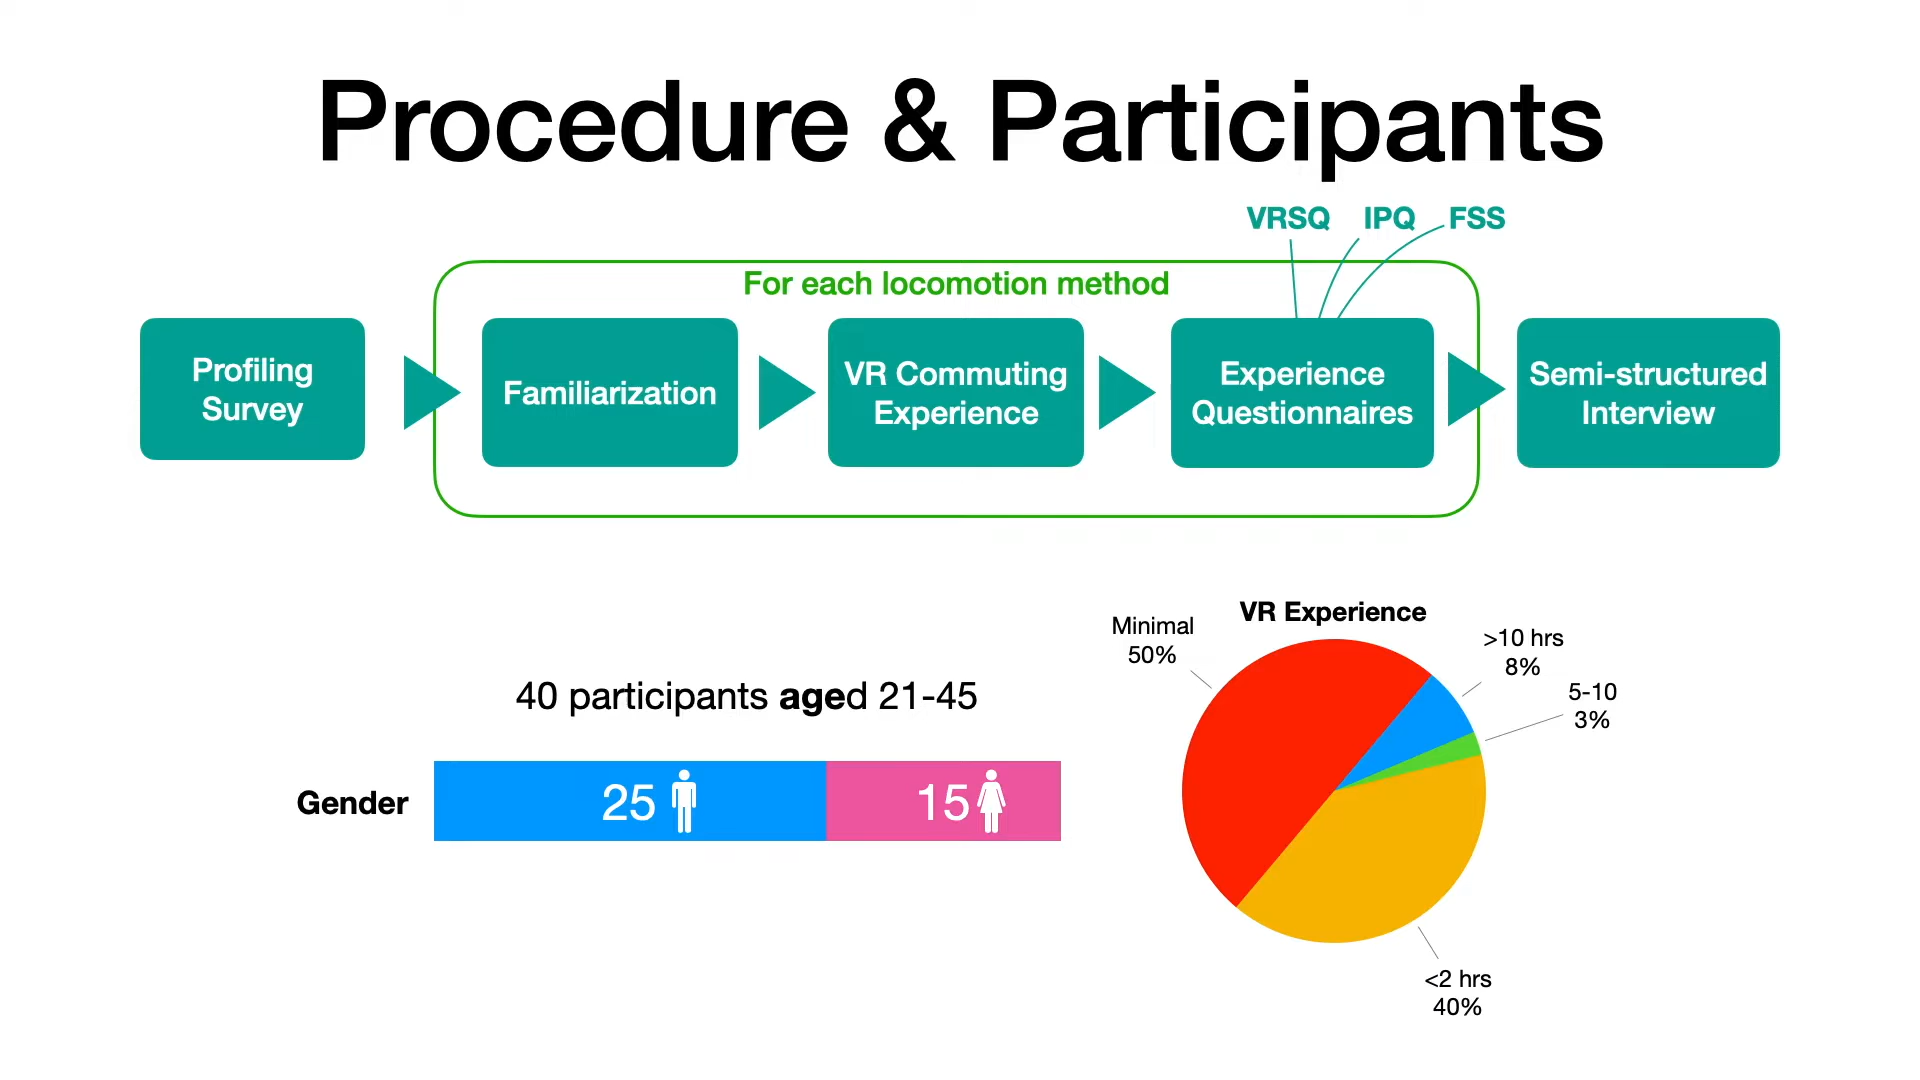 Procedure & Participants
VRSQ IPQ FSS
For each locomotion method
Profiling
Survey
Familiarization
VR Commuting
Experience
Experience
Questionnaires
Semi-structured
Interview
40 participants aged 21-45
Gender
25
15
VR Experience
Minimal
50%
>10 hrs
8%
5-10
3%
<2 hrs
40%